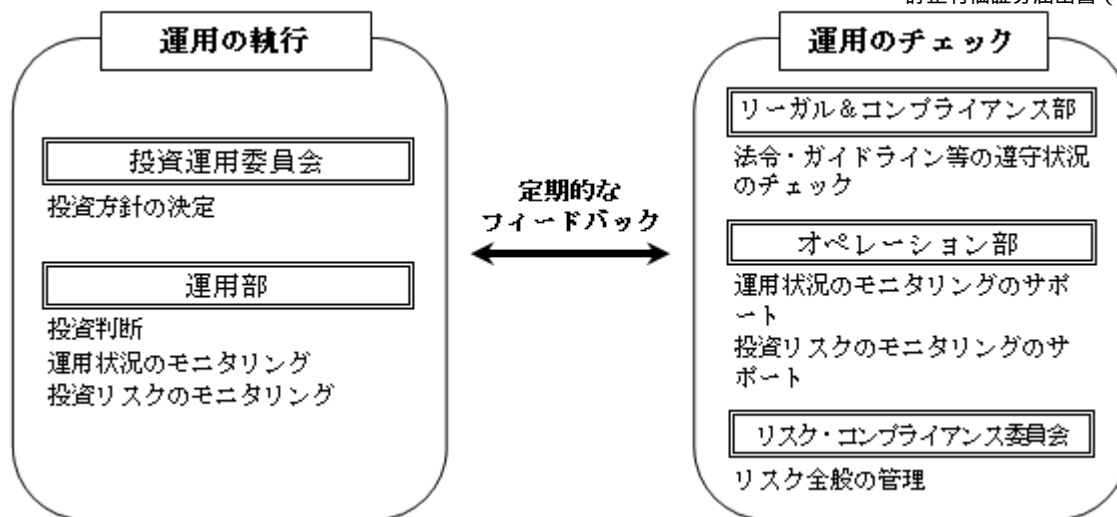 運用の執行
投資運用委員会
投資方針の決定
運用部
投資判断
運用状況のモニタリング
投資リスクのモニタリング
定期的な
フィードバック
運用のチェック
リーガル&コンプライアンス部
法令・ガイドライン等の遵守状況
のチェック
オペレーション部
運用状況のモニタリングのサポ
ート
投資リスクのモニタリングのサ
ポート
リスク・コンプライアンス委員会
リスク全般の管理